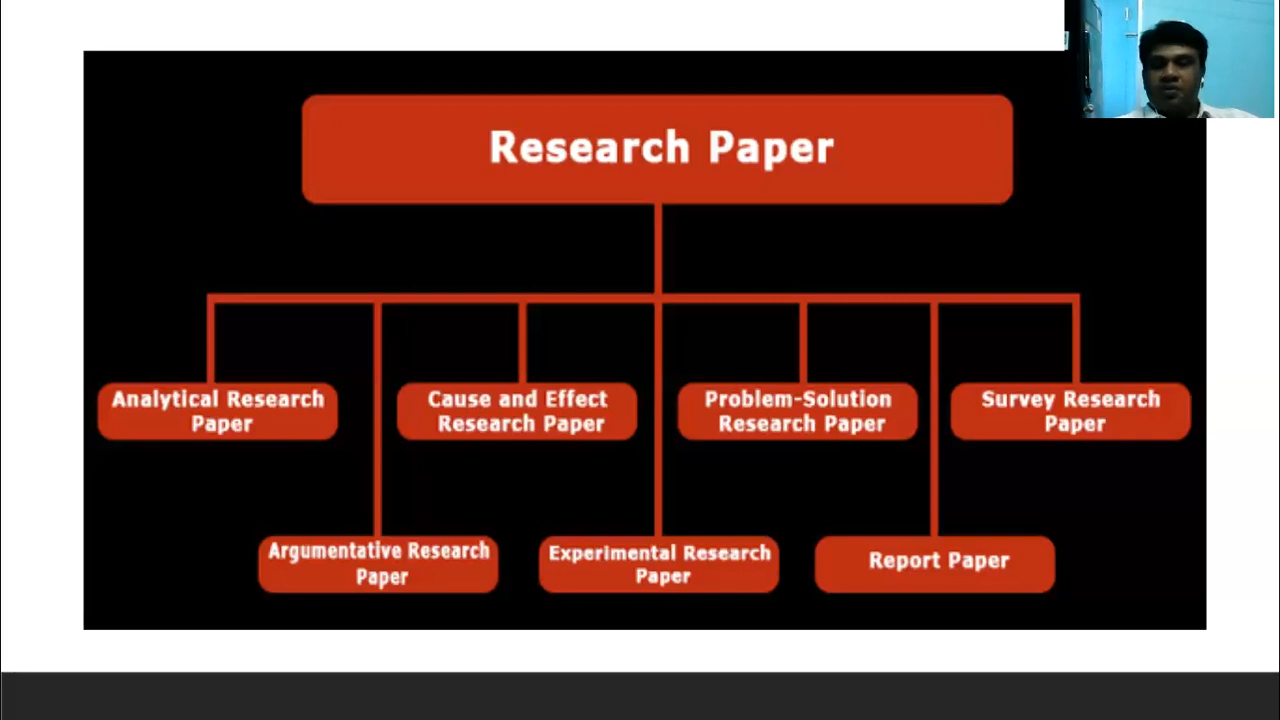 Research Paper
Analytical Research
Paper
Cause and Effect
Research Paper
Problem-Solution
Research Paper
Survey Research
Paper
Argumentative Research
Paper
Experimental Research
Paper
Report Paper